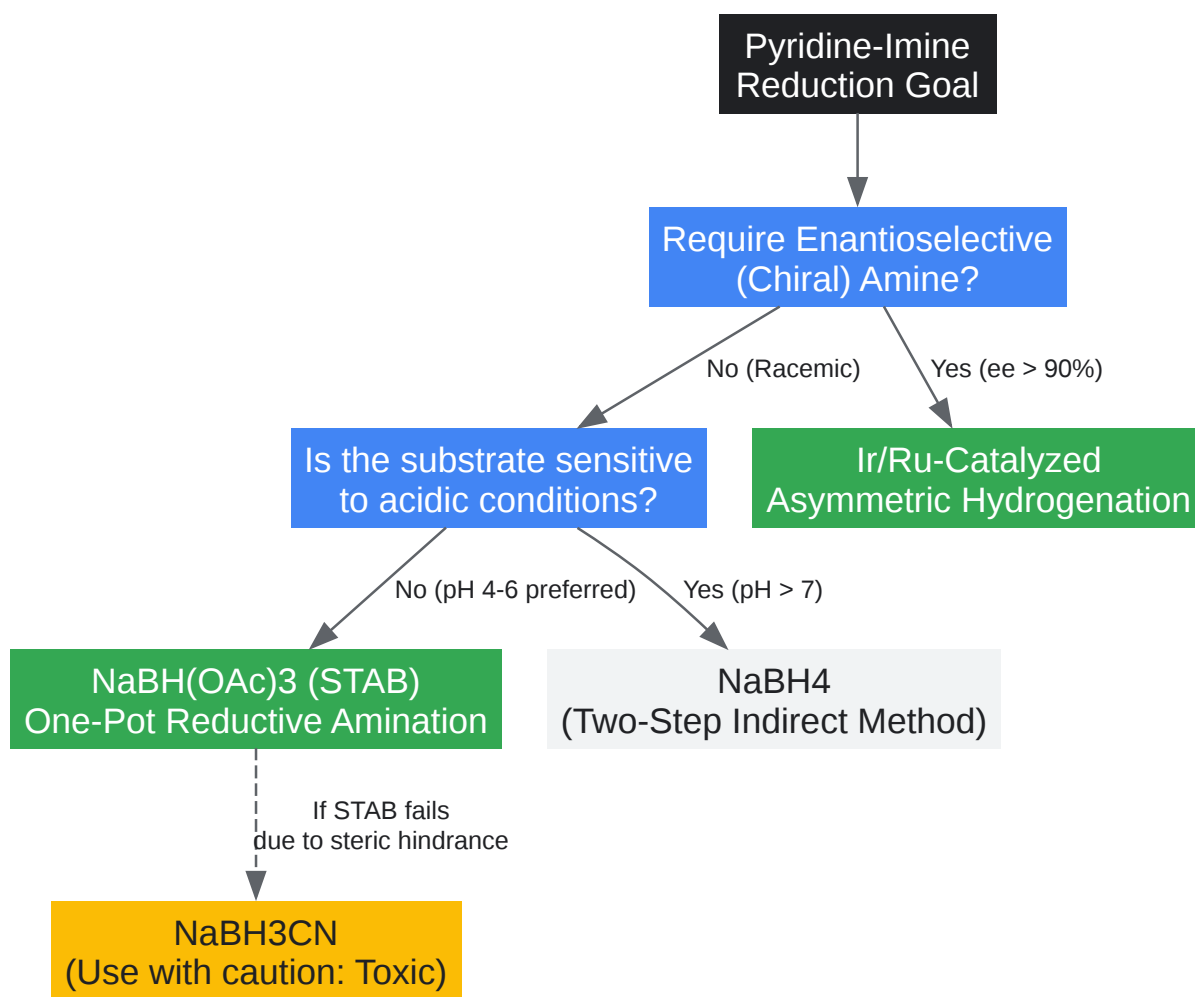 Pyridine-Imine
Reduction Goal
Require Enantioselective
(Chiral) Amine?
No (Racemic)
Yes (ee > 90%)
Is the substrate sensitive
to acidic conditions?
Ir/Ru-Catalyzed
Asymmetric Hydrogenation
No (pH 4-6 preferred)
Yes (pH > 7)
NaBH(OAc)3 (STAB)
One-Pot Reductive Amination
NaBH4
(Two-Step Indirect Method)
If STAB fails
due to steric hindrance
NaBH3CN
(Use with caution: Toxic)